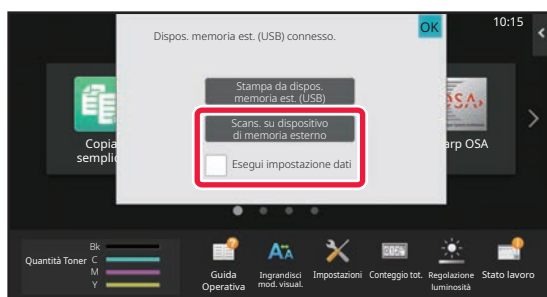 10:15
Dispos. memoria est. (USB) connesso.
OK
Stampa da dispos.
memoria est. (USB)
Scans. su dispositivo
di memoria esterno
Esegui impostazione dati
Copia
semplic
OSA
arp OSA
Quantità Toner
Bk
C
M
Y
Guida
Operativa
Ingrandisci
mod. visual.
Impostazioni
Conteggio tot.
Regolazione
luminosità
Stato lavoro